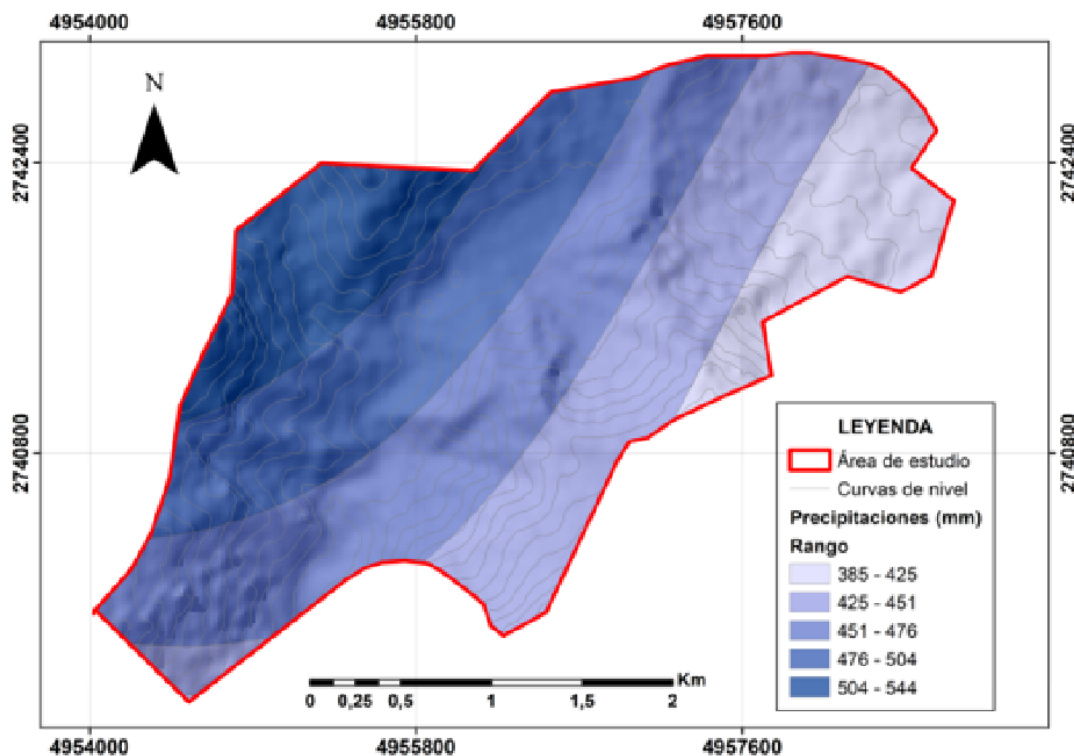 4954000 4955800 4957600
N
2742400 2742400
2740800 2740800
LEYENDA
Área de estudio
Curvas de nivel
Precipitaciones (mm)
Rango
385 - 425
425 - 451
451 - 476
476 - 504
504 - 544
Km
0 0,25 0,5 1 1,5 2
4954000 4955800 4957600